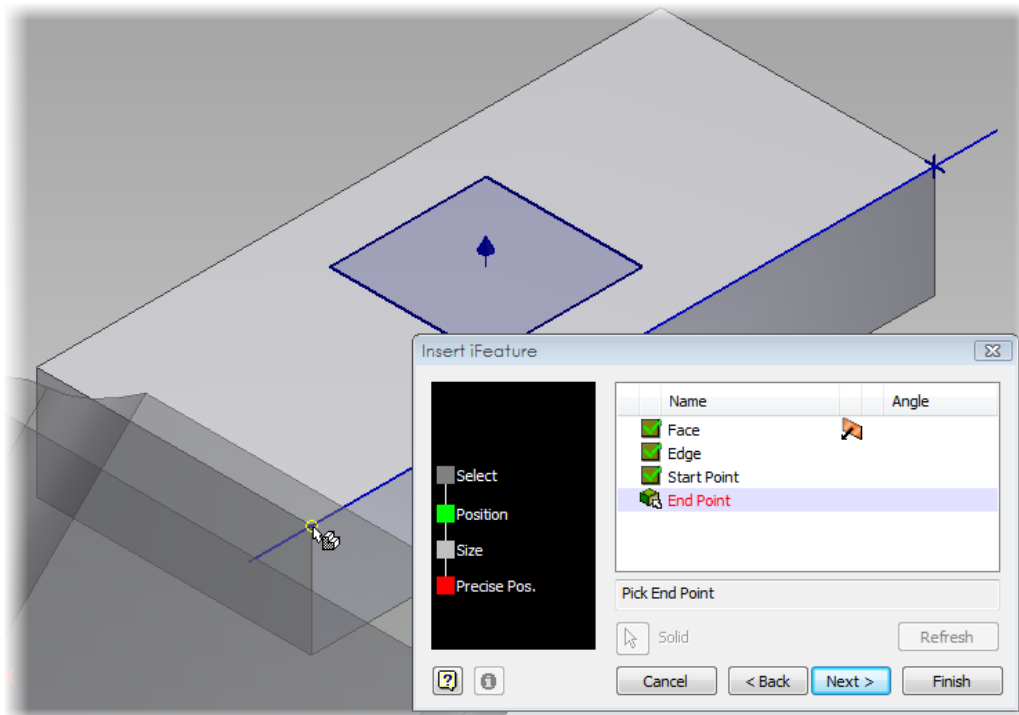 Insert iFeature
Select
Position
Size
Precise Pos.
Name Angle
Face
Edge
Start Point
End Point
Pick End Point
Solid Refresh
Cancel < Back Next > Finish